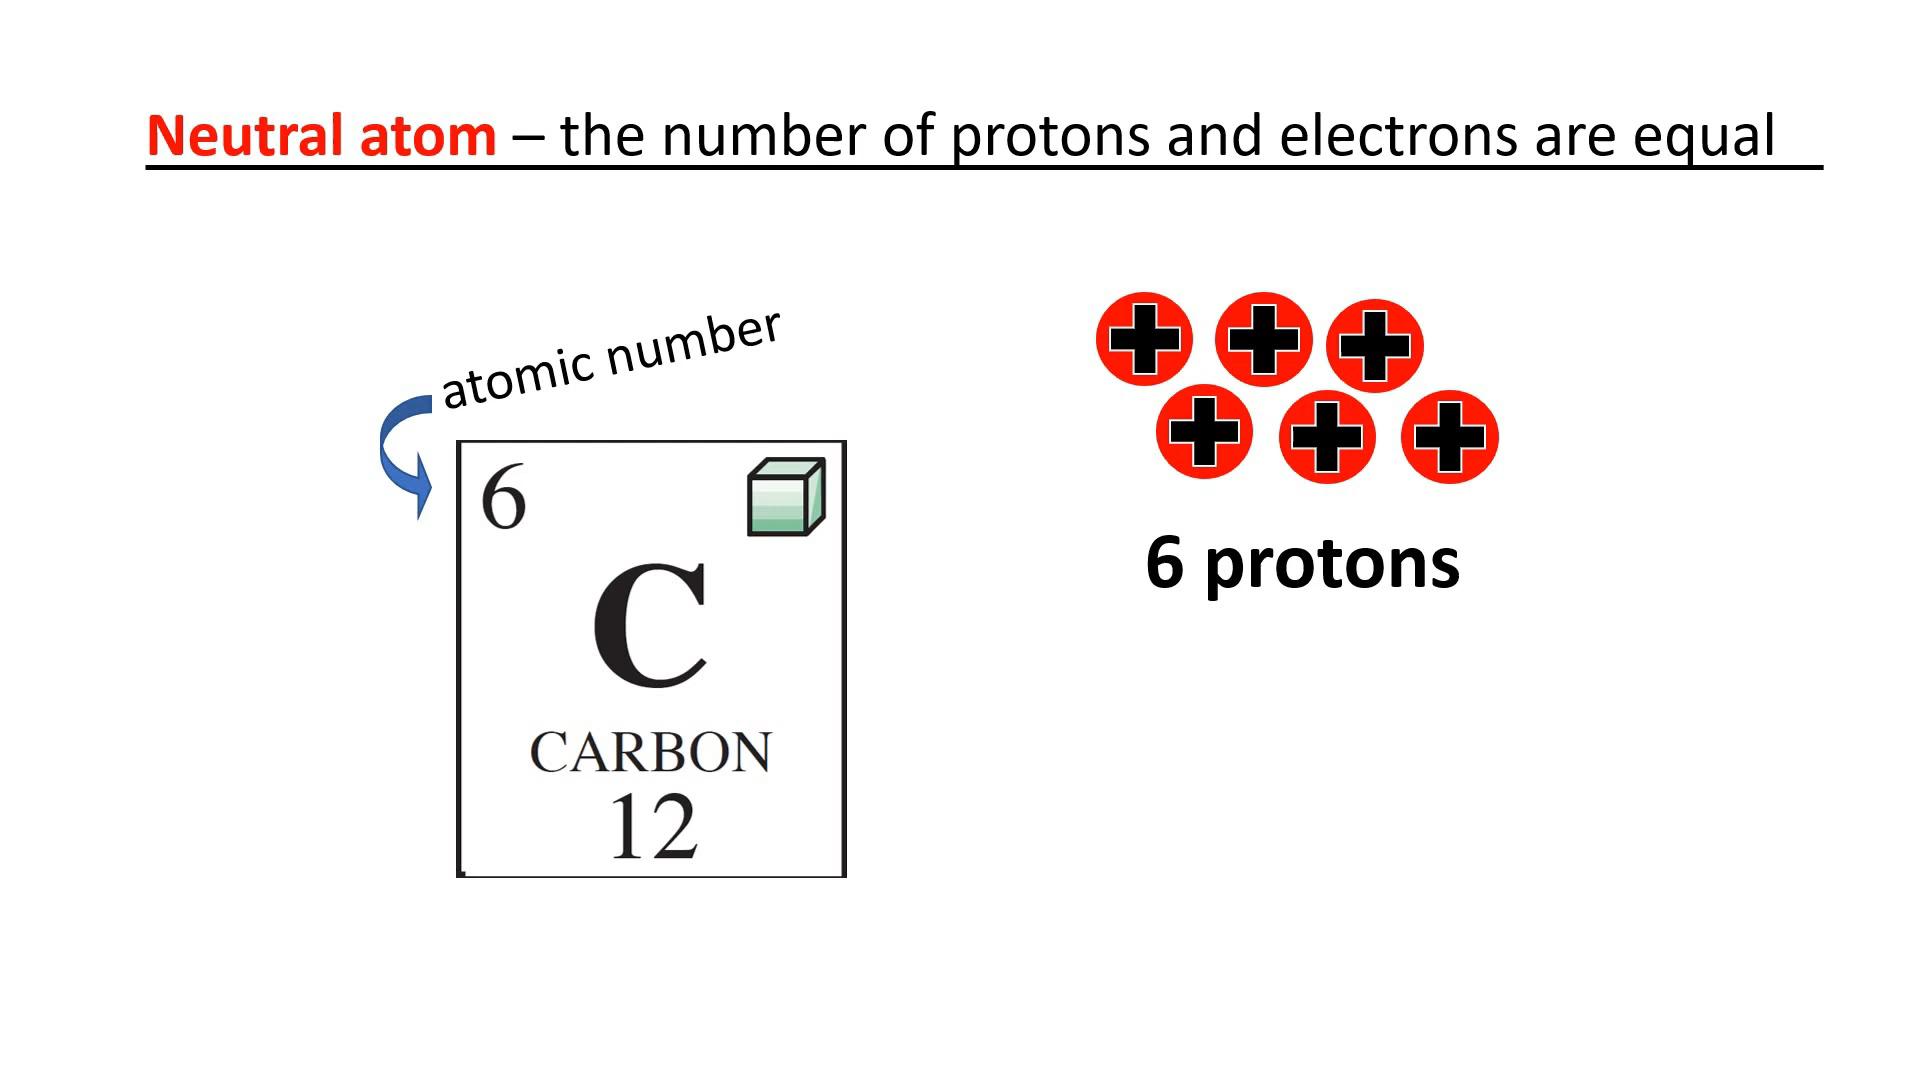 Neutral atom – the number of protons and electrons are equal
atomic number
6
C
CARBON
12
6 protons